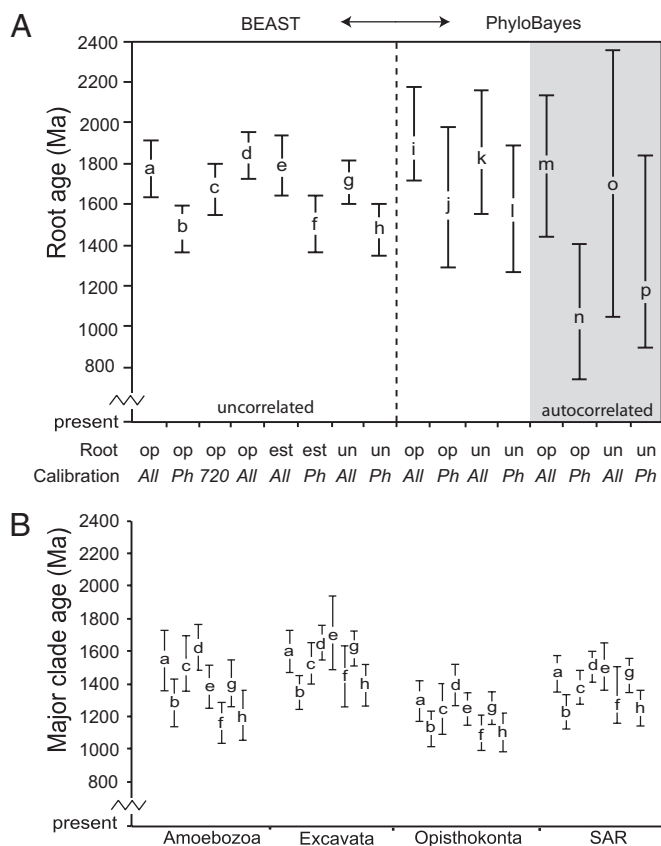 A
BEAST PhyloBayes
Root age (Ma)
2400
2200
2000
1800
1600
1400
1200
1000
800
present
a b c d e f g h i j k l m n o p
uncorrelated autocorrelated
Root op op op op est est un un op op un un op op un un
Calibration All Ph 720 All All Ph All Ph All Ph All Ph All Ph All Ph
B
Major clade age (Ma)
2400
2200
2000
1800
1600
1400
1200
1000
800
present
a b c d e f g h a b c d e f g h a b c d e f g h a b c d e f g h
Amoebozoa Excavata Opisthokonta SAR